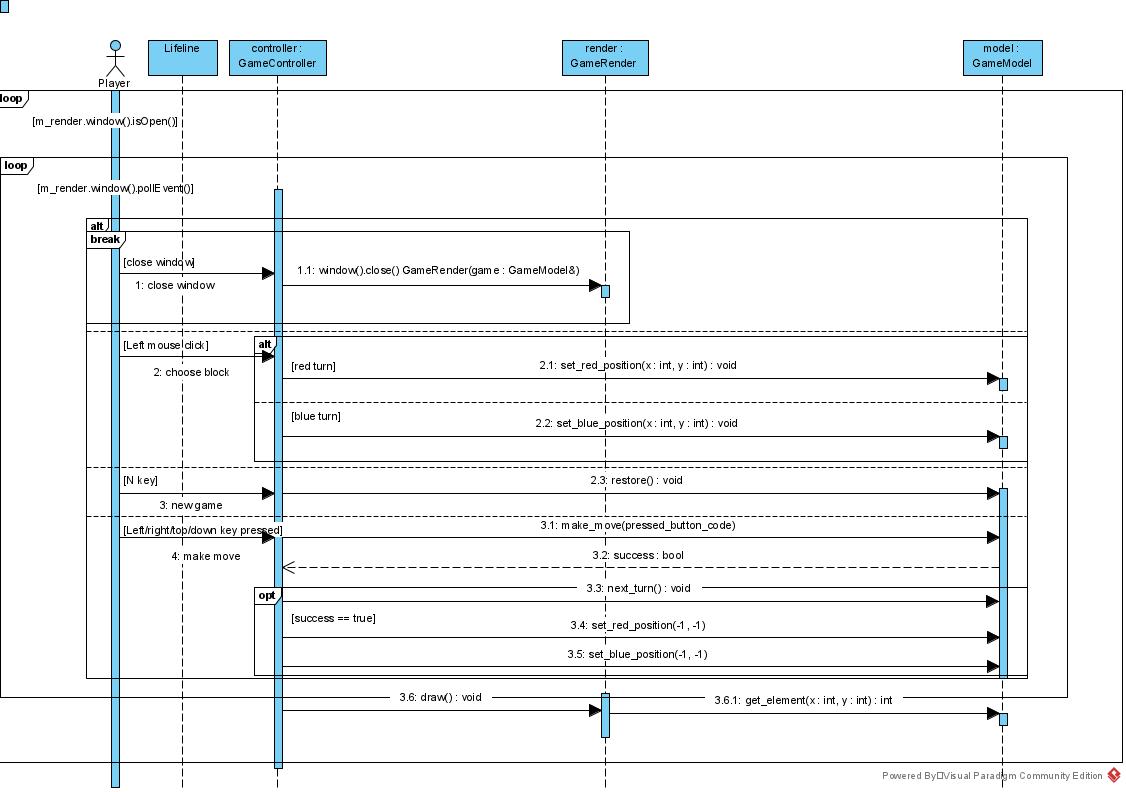 Player
Lifeline
controller :
GameController
render :
GameRender
model :
GameModel
loop
[m_render.window().isOpen()]
loop
[m_render.window().pollEvent()]
alt
break
[close window]
1: close window
1.1: window().close() GameRender(game : GameModel&)
[Left mouse click]
2: choose block
alt
[red turn]
2.1: set_red_position(x : int, y : int) : void
[blue turn]
2.2: set_blue_position(x : int, y : int) : void
[N key]
3: new game
2.3: restore() : void
[Left/right/top/down key pressed]
4: make move
3.1: make_move(pressed_button_code)
3.2: success : bool
opt
3.3: next_turn() : void
[success == true]
3.4: set_red_position(-1, -1)
3.5: set_blue_position(-1, -1)
3.6: draw() : void
3.6.1: get_element(x : int, y : int) : int
Powered By Visual Paradigm Community Edition